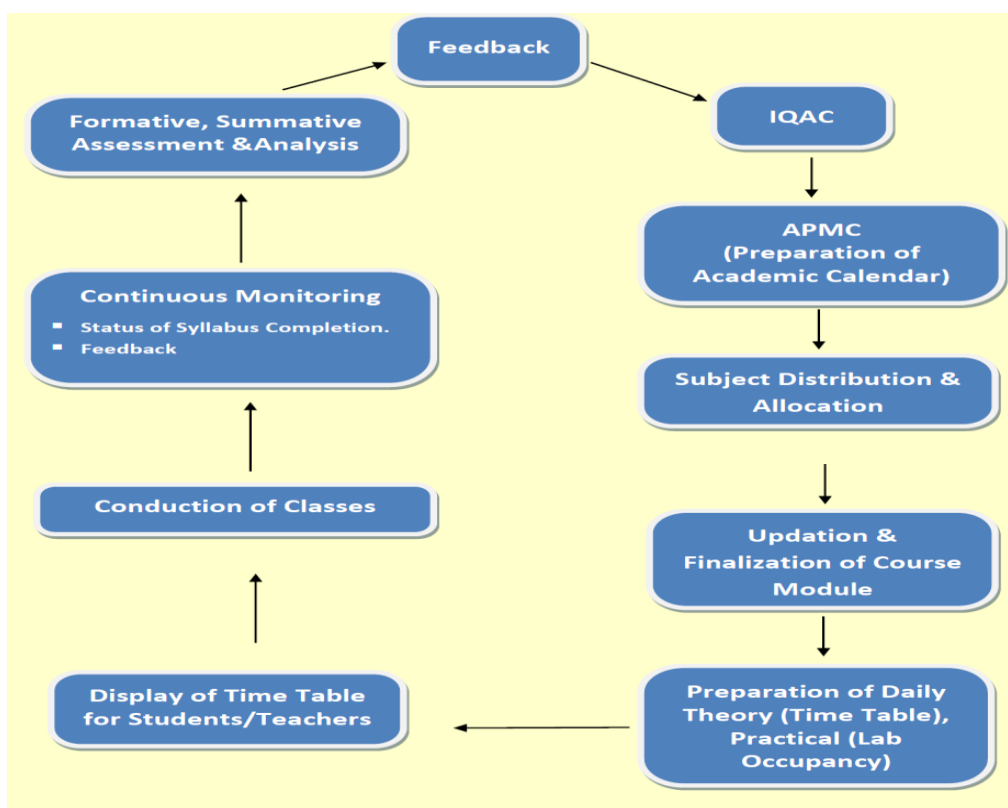 Feedback
IQAC
APMC
(Preparation of
Academic Calendar)
Subject Distribution &
Allocation
Updation &
Finalization of Course
Module
Preparation of Daily
Theory (Time Table),
Practical (Lab
Occupancy)
Display of Time Table
for Students/Teachers
Conduction of Classes
Continuous Monitoring
▪ Status of Syllabus Completion.
▪ Feedback
Formative, Summative
Assessment &Analysis